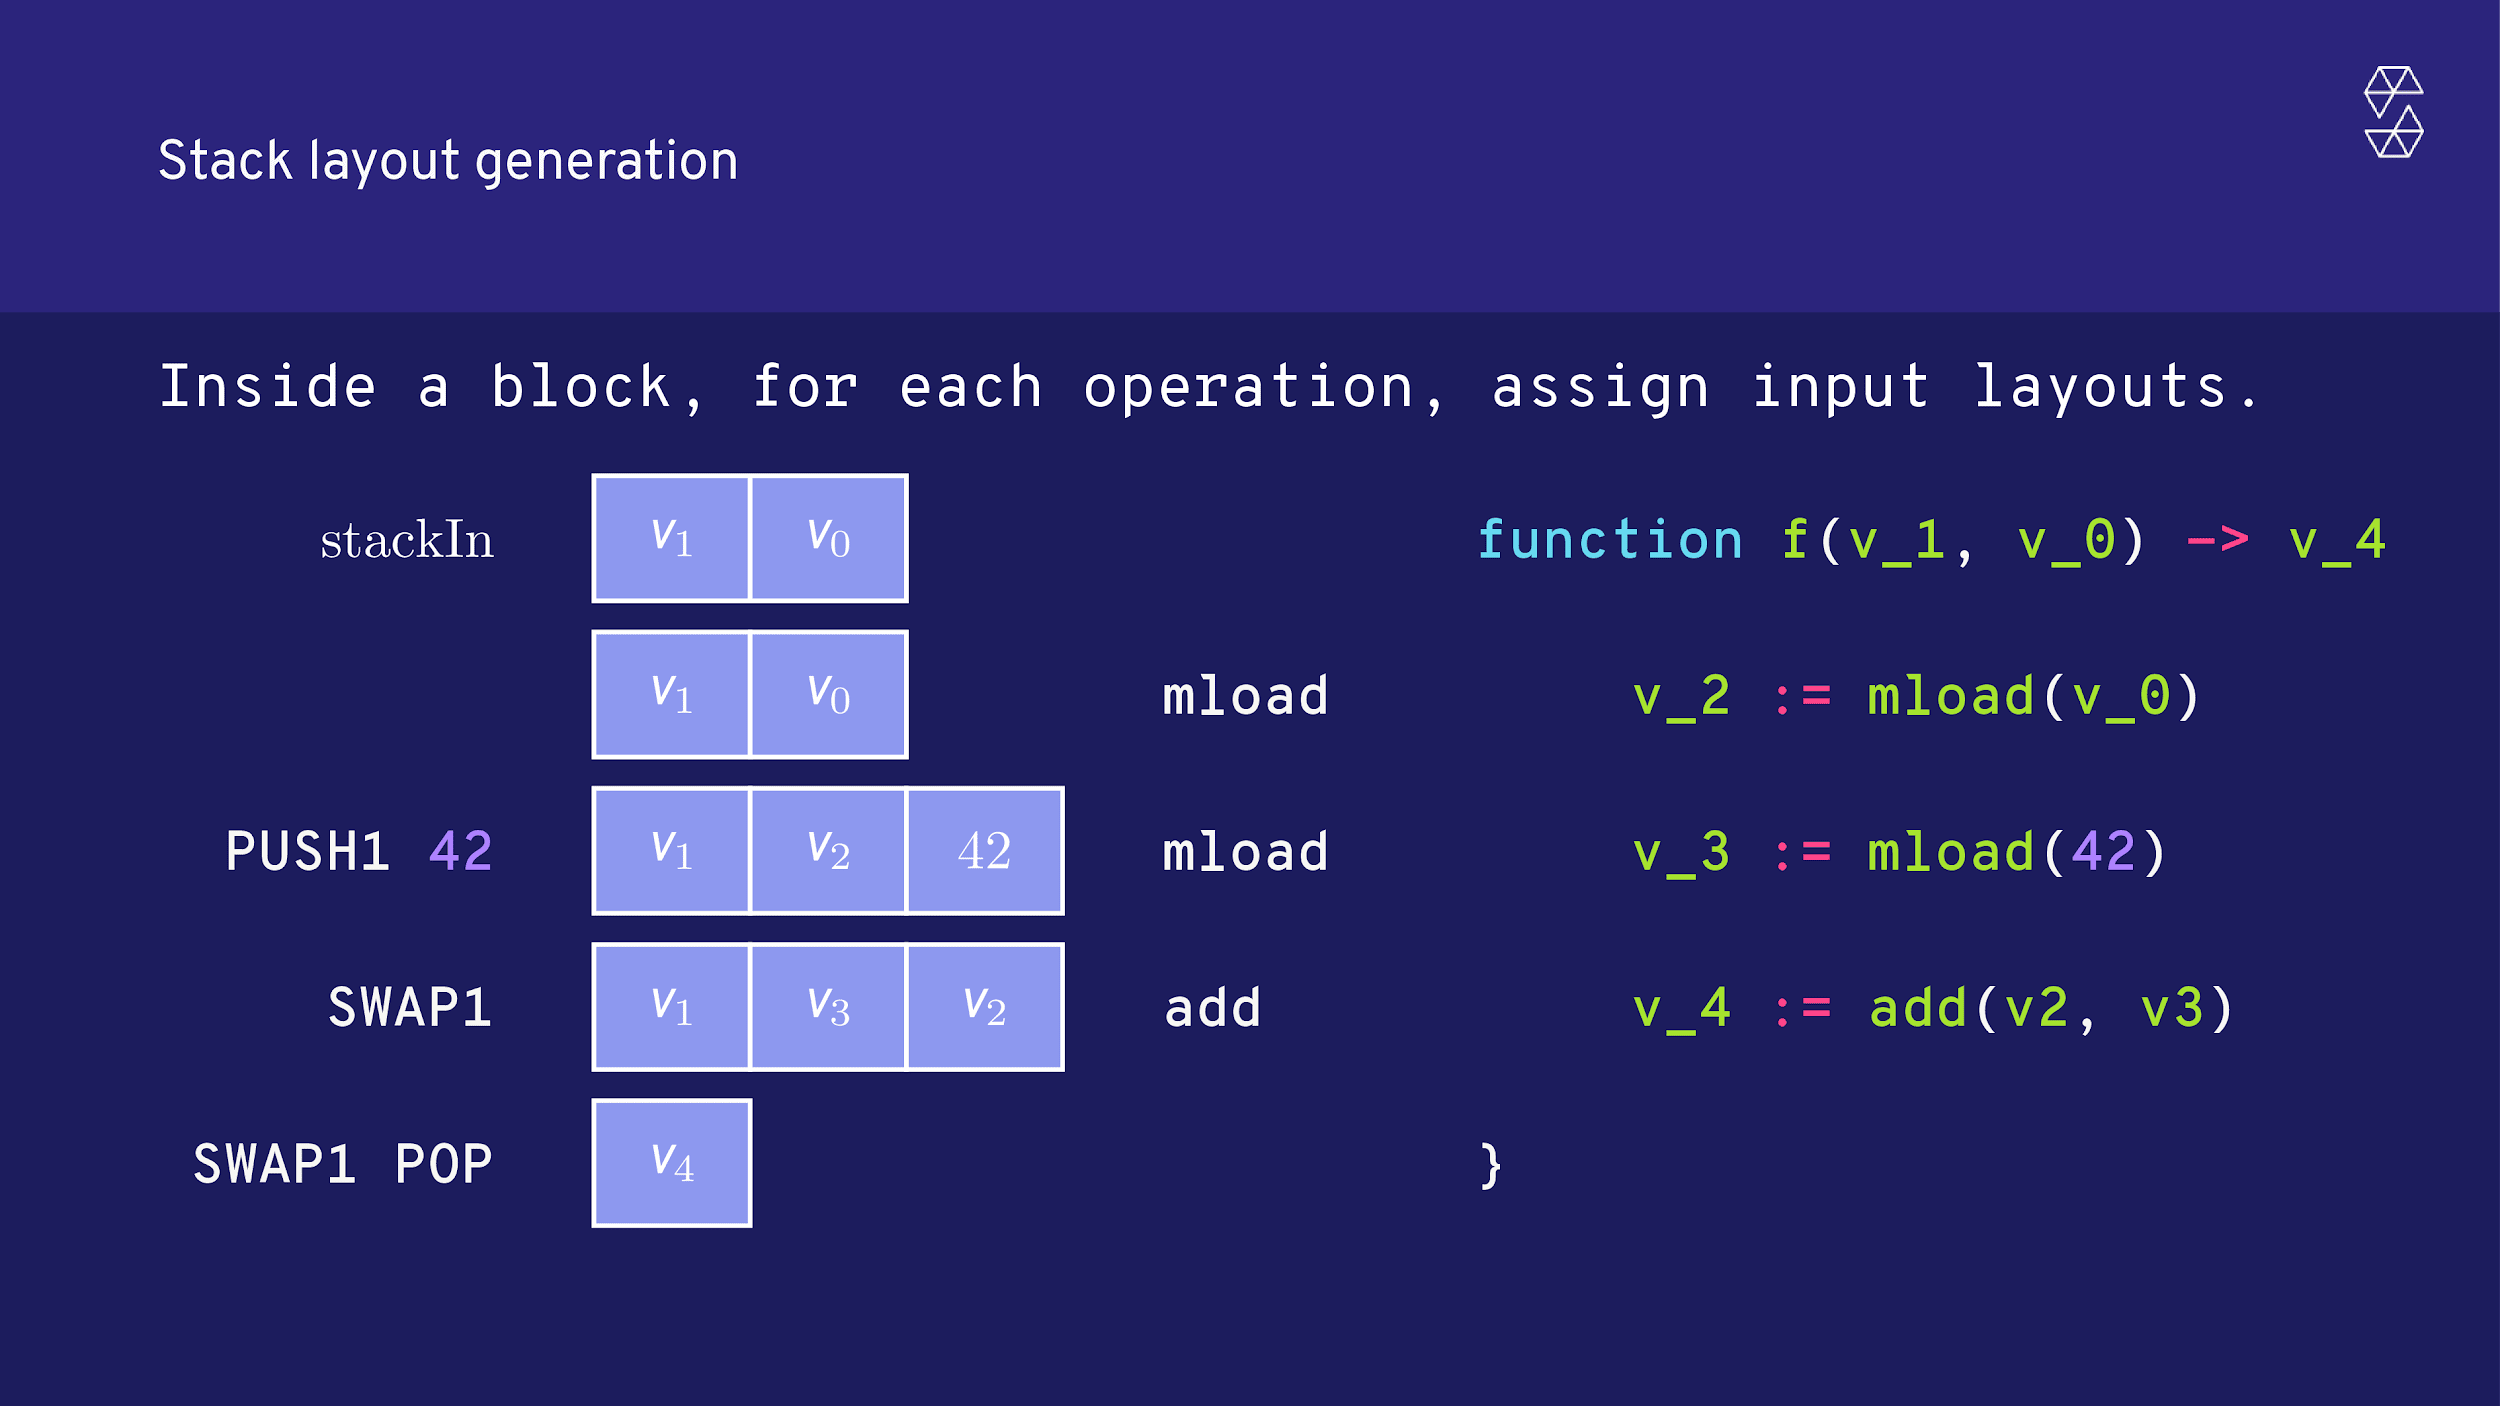 Stack layout generation
Inside a block, for each operation, assign input layouts.
stackIn v₁ v₀ function f(v_1, v_0) -> v_4
v₁ v₀ mload v_2 := mload(v_0)
PUSH1 42 v₁ v₂ 42 mload v_3 := mload(42)
SWAP1 v₁ v₃ v₂ add v_4 := add(v2, v3)
SWAP1 POP v₄ }